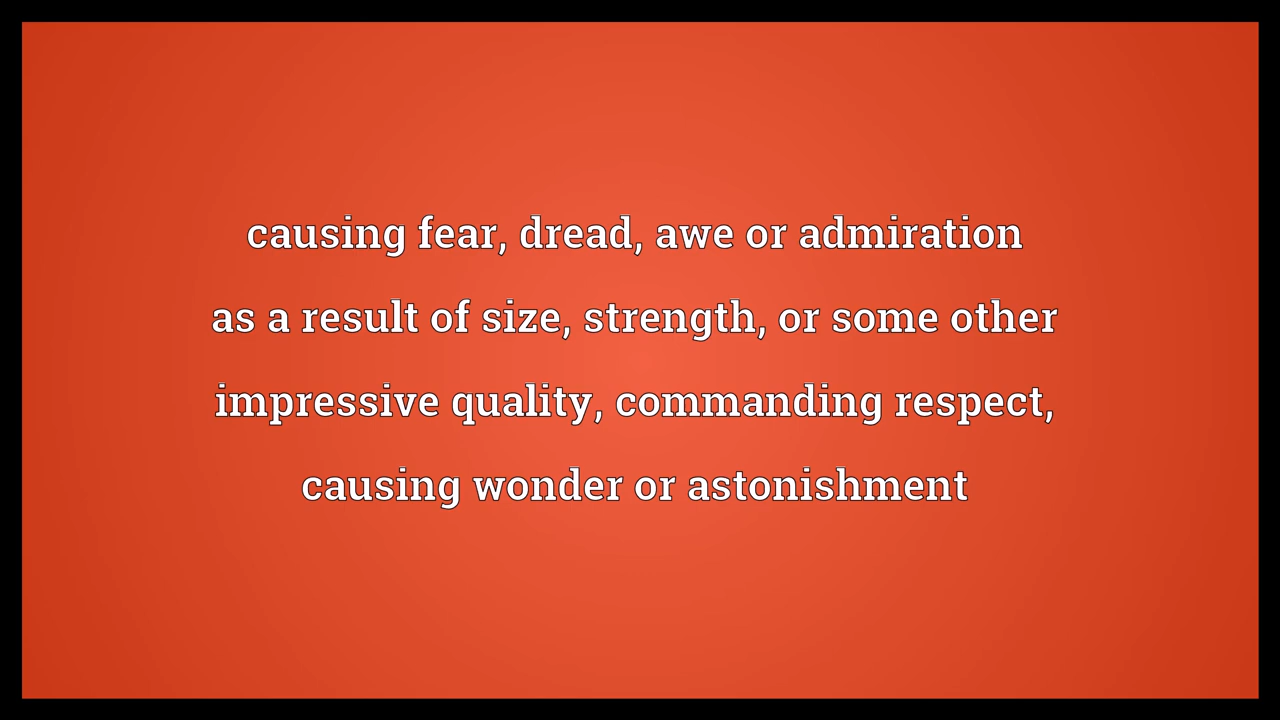 causing fear, dread, awe or admiration
as a result of size, strength, or some other
impressive quality, commanding respect,
causing wonder or astonishment